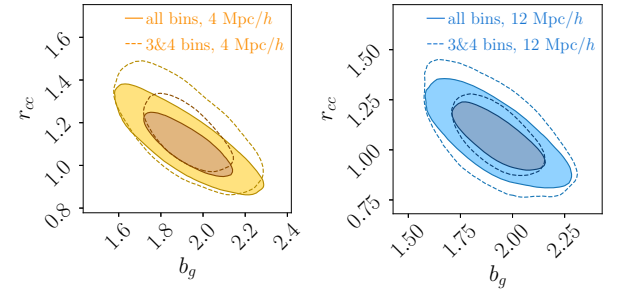 all bins, 4 Mpc/h
3&4 bins, 4 Mpc/h
1.6
1.4
1.2
1.0
0.8
r_cc
1.6
1.8
2.0
2.2
2.4
b_g
all bins, 12 Mpc/h
3&4 bins, 12 Mpc/h
1.50
1.25
1.00
0.75
r_cc
1.50
1.75
2.00
2.25
b_g